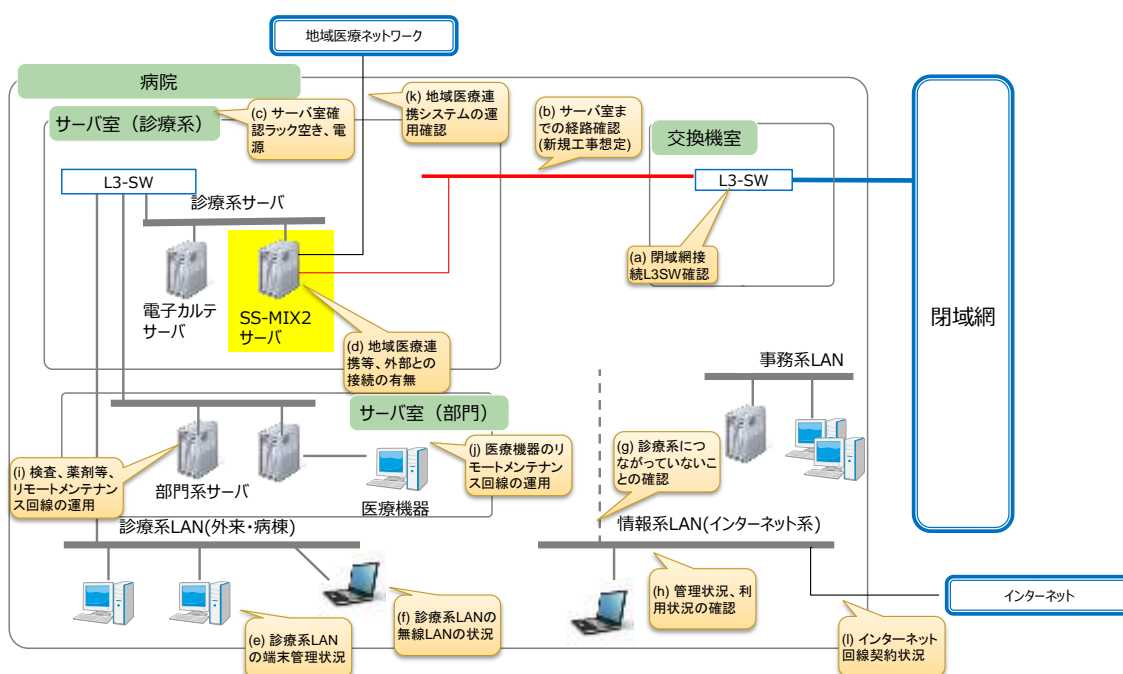 地域医療ネットワーク
病院
サーバ室（診療系）
(c) サーバ室確
認ラック空き、電
源
(k) 地域医療連
携システムの運
用確認
(b) サーバ室ま
での経路確認
(新規工事想定)
交換機室
L3-SW
L3-SW
診療系サーバ
(a) 閉域網接
続L3SW確認
電子カルテ
サーバ
SS-MIX2
サーバ
閉域網
(d) 地域医療連
携等、外部との
接続の有無
事務系LAN
サーバ室（部門）
(i) 検査、薬剤等、
リモートメンテナン
ス回線の運用
部門系サーバ
(j) 医療機器のリ
モートメンテナン
ス回線の運用
医療機器
(g) 診療系につ
ながっていないこ
との確認
診療系LAN(外来・病棟)
情報系LAN(インターネット系)
(h) 管理状況、利
用状況の確認
インターネット
(f) 診療系LANの
無線LANの状況
(e) 診療系LAN
の端末管理状況
(l) インターネット
回線契約状況